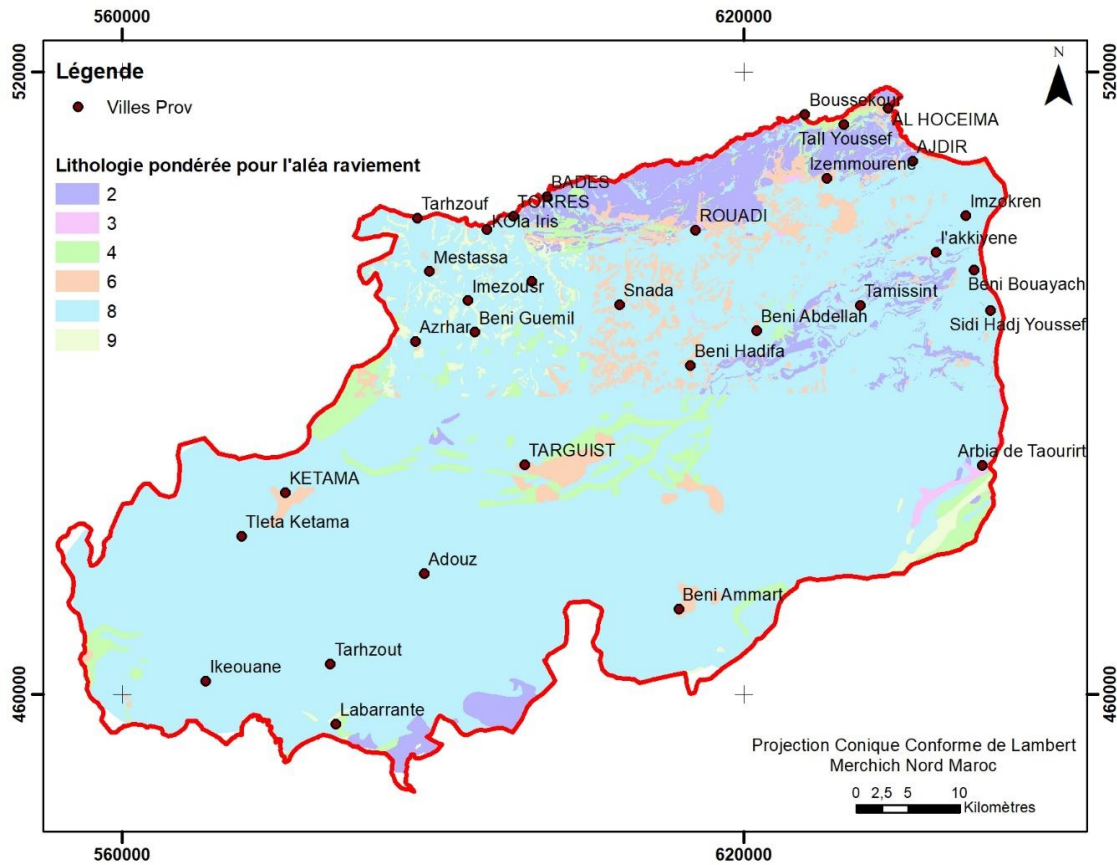 560000
620000
520000
520000
Légende
Villes Prov
Lithologie pondérée pour l'aléa raviement
2
3
4
6
8
9
N
Boussekour
AL HOCEIMA
Tall Youssef
AJDIR
Izemmourene
BADES
TORRES
Tarhzouf
KOla Iris
ROUADI
Imzokren
l'akkiyene
Mestassa
Beni Bouayach
Imezousr
Snada
Tamissint
Beni Guemil
Beni Abdellah
Sidi Hadj Youssef
Azrhar
Beni Hadifa
TARGUIST
Arbia de Taourirt
KETAMA
Tleta Ketama
Adouz
Beni Ammart
Tarhzout
Ikeouane
Labarrante
460000
460000
Projection Conique Conforme de Lambert
Merchich Nord Maroc
0 2,5 5 10
Kilomètres
560000
620000